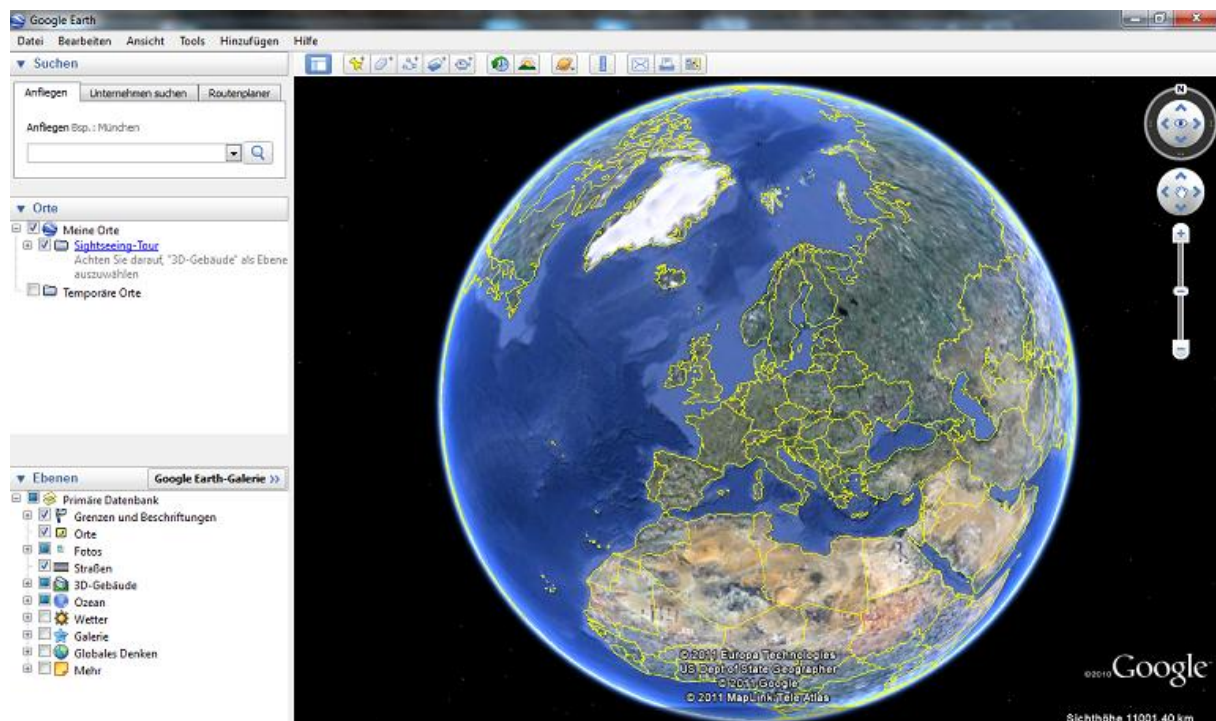 Google Earth
Datei Bearbeiten Ansicht Tools Hinzufügen Hilfe
Suchen
Anfliegen Unternehmen suchen Routenplaner
Anfliegen Bsp.: München
Orte
Meine Orte
Sightseeing-Tour
Achten Sie darauf, "3D-Gebäude" als Ebene
auszuwählen
Temporäre Orte
Ebenen Google Earth-Galerie >>
Primäre Datenbank
Grenzen und Beschriftungen
Orte
Fotos
Straßen
3D-Gebäude
Ozean
Wetter
Galerie
Globales Denken
Mehr
N
© 2011 Europa Technologies
US Dept of State Geographer
© 2011 Google
© 2011 MapLink/Tele Atlas
©2010 Google
Sichthöhe 11001.40 km